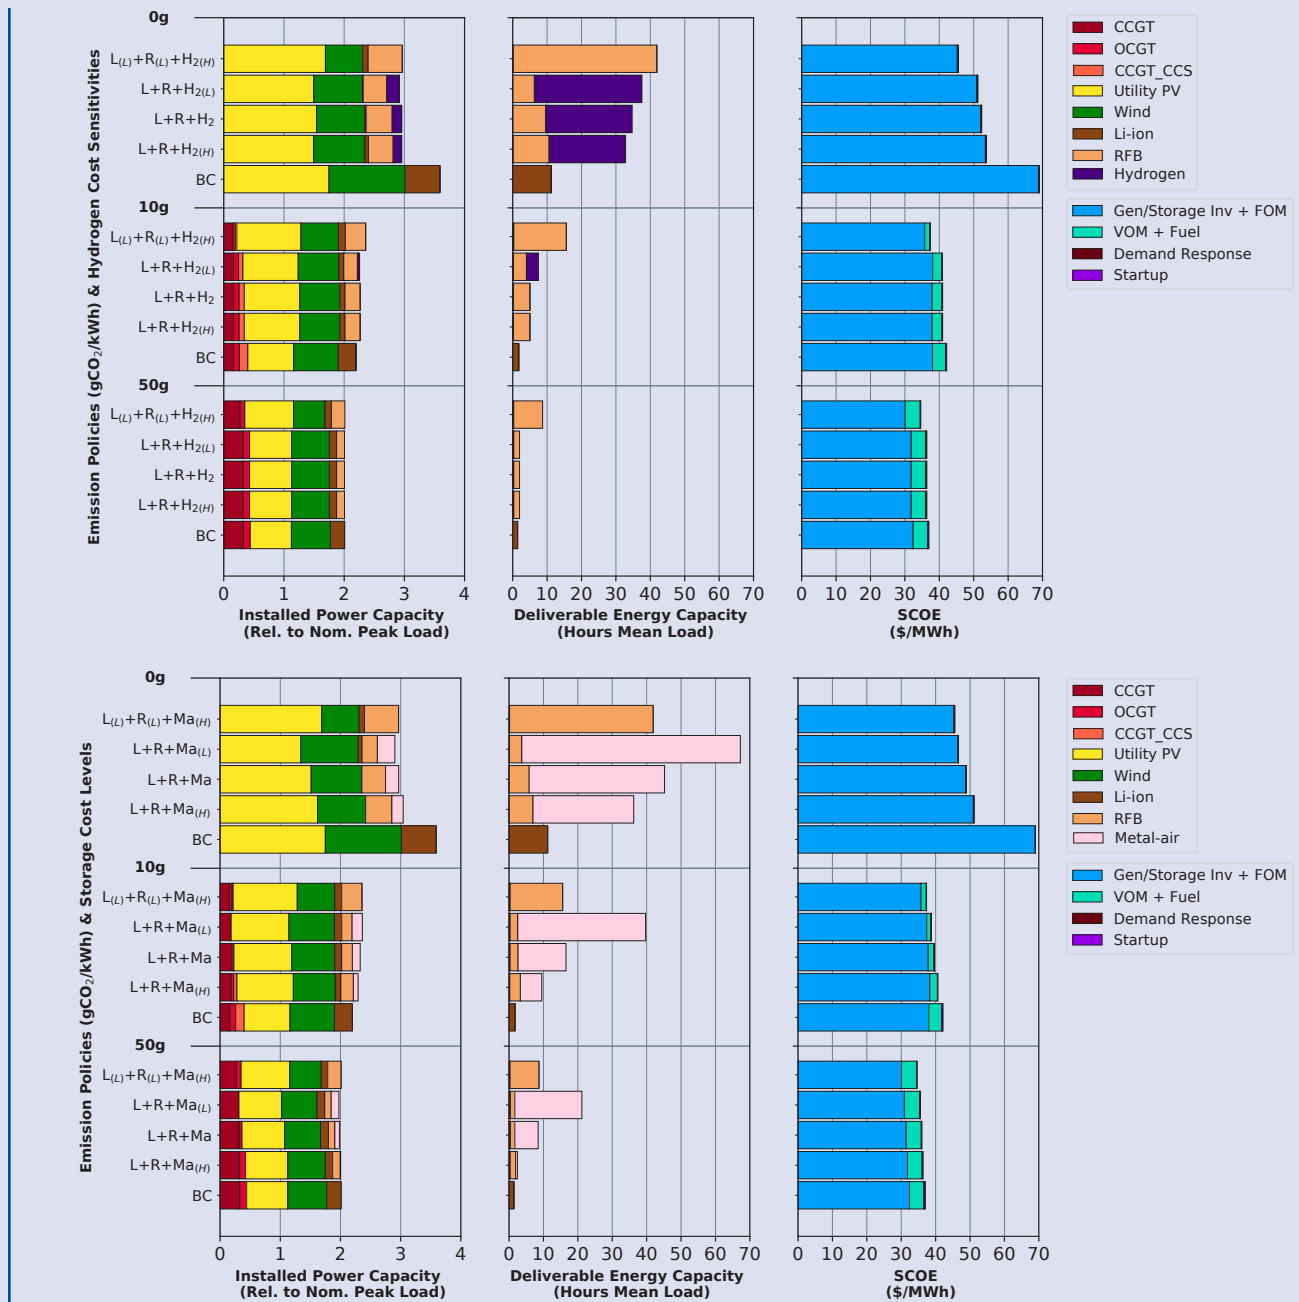 Emission Policies (gCO₂/kWh) & Hydrogen Cost Sensitivities
0g
L(L)+R(L)+H2(H)
L+R+H2(L)
L+R+H2
L+R+H2(H)
BC
10g
L(L)+R(L)+H2(H)
L+R+H2(L)
L+R+H2
L+R+H2(H)
BC
50g
L(L)+R(L)+H2(H)
L+R+H2(L)
L+R+H2
L+R+H2(H)
BC
0 1 2 3 4
Installed Power Capacity
(Rel. to Nom. Peak Load)
0 10 20 30 40 50 60 70
Deliverable Energy Capacity
(Hours Mean Load)
0 10 20 30 40 50 60 70
SCOE
($/MWh)
CCGT
OCGT
CCGT_CCS
Utility PV
Wind
Li-ion
RFB
Hydrogen
Gen/Storage Inv + FOM
VOM + Fuel
Demand Response
Startup
Emission Policies (gCO₂/kWh) & Storage Cost Levels
0g
L(L)+R(L)+Ma(H)
L+R+Ma(L)
L+R+Ma
L+R+Ma(H)
BC
10g
L(L)+R(L)+Ma(H)
L+R+Ma(L)
L+R+Ma
L+R+Ma(H)
BC
50g
L(L)+R(L)+Ma(H)
L+R+Ma(L)
L+R+Ma
L+R+Ma(H)
BC
0 1 2 3 4
Installed Power Capacity
(Rel. to Nom. Peak Load)
0 10 20 30 40 50 60 70
Deliverable Energy Capacity
(Hours Mean Load)
0 10 20 30 40 50 60 70
SCOE
($/MWh)
CCGT
OCGT
CCGT_CCS
Utility PV
Wind
Li-ion
RFB
Metal-air
Gen/Storage Inv + FOM
VOM + Fuel
Demand Response
Startup